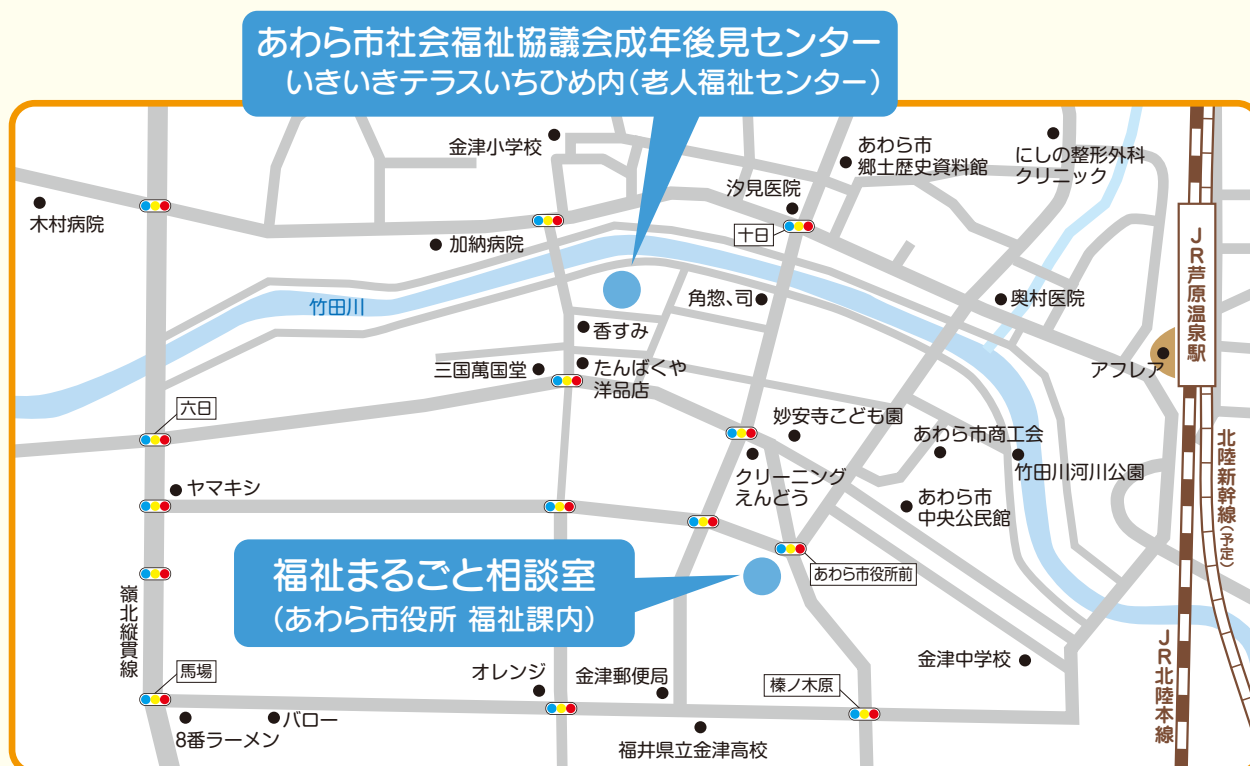 あわら市社会福祉協議会成年後見センター
いきいきテラスいちひめ内(老人福祉センター)
金津小学校
あわら市
郷土歴史資料館
にしの整形外科
クリニック
木村病院
汐見医院
加納病院
十日
JR芦原温泉駅
竹田川
角惣、司
奥村医院
香すみ
三国萬国堂
たんばくや
洋品店
アフレア
六日
妙安寺こども園
あわら市商工会
クリーニング
えんどう
竹田川河川公園
北陸新幹線(予定)
ヤマキシ
あわら市
中央公民館
福祉まるごと相談室
(あわら市役所 福祉課内)
あわら市役所前
嶺北縦貫線
馬場
オレンジ
金津郵便局
榛ノ木原
金津中学校
JR北陸本線
8番ラーメン
バロー
福井県立金津高校